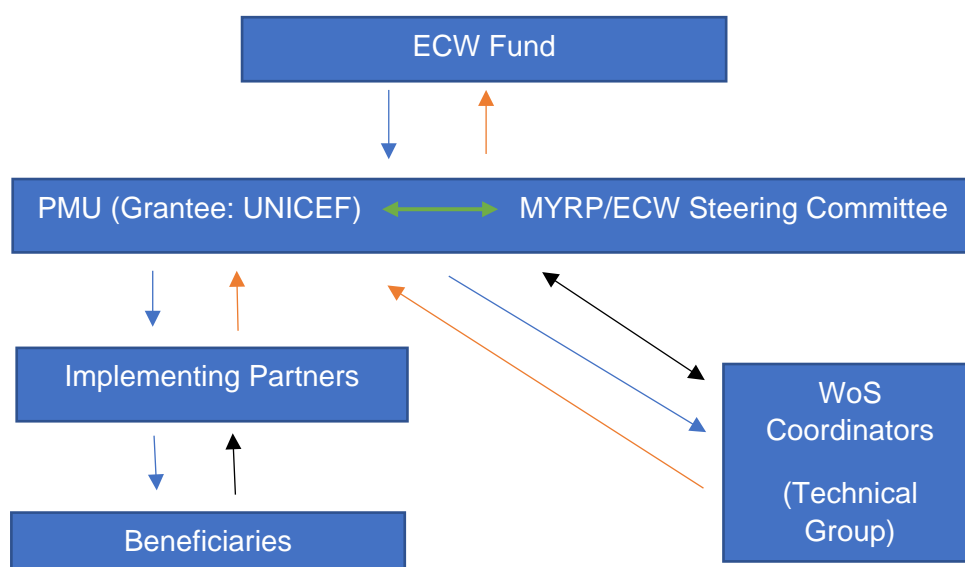 ECW Fund
PMU (Grantee: UNICEF)
MYRP/ECW Steering Committee
Implementing Partners
WoS
Coordinators
(Technical
Group)
Beneficiaries